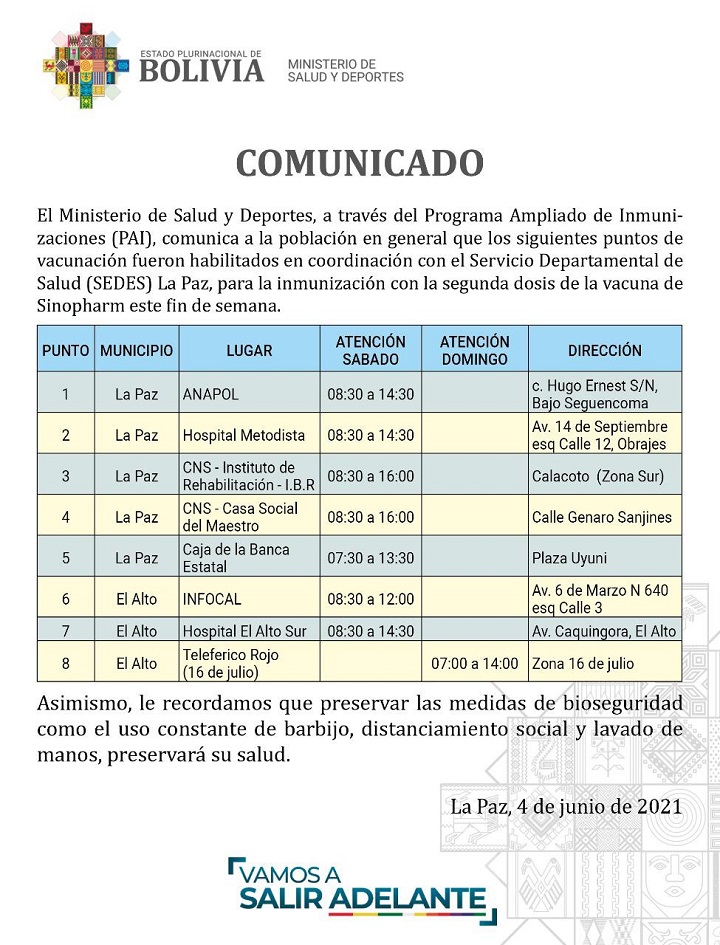 ESTADO PLURINACIONAL DE
BOLIVIA
MINISTERIO DE
SALUD Y DEPORTES
COMUNICADO
El Ministerio de Salud y Deportes, a través del Programa Ampliado de Inmuni-
zaciones (PAI), comunica a la población en general que los siguientes puntos de
vacunación fueron habilitados en coordinación con el Servicio Departamental de
Salud (SEDES) La Paz, para la inmunización con la segunda dosis de la vacuna de
Sinopharm este fin de semana.
PUNTO MUNICIPIO LUGAR ATENCIÓN SABADO ATENCIÓN DOMINGO DIRECCIÓN
1 La Paz ANAPOL 08:30 a 14:30 c. Hugo Ernest S/N, Bajo Seguencoma
2 La Paz Hospital Metodista 08:30 a 14:30 Av. 14 de Septiembre esq Calle 12, Obrajes
3 La Paz CNS - Instituto de Rehabilitación - I.B.R 08:30 a 16:00 Calacoto (Zona Sur)
4 La Paz CNS - Casa Social del Maestro 08:30 a 16:00 Calle Genaro Sanjines
5 La Paz Caja de la Banca Estatal 07:30 a 13:30 Plaza Uyuni
6 El Alto INFOCAL 08:30 a 12:00 Av. 6 de Marzo N 640 esq Calle 3
7 El Alto Hospital El Alto Sur 08:30 a 14:30 Av. Caquingora, El Alto
8 El Alto Teleferico Rojo (16 de julio) 07:00 a 14:00 Zona 16 de julio
Asimismo, le recordamos que preservar las medidas de bioseguridad
como el uso constante de barbijo, distanciamiento social y lavado de
manos, preservará su salud.
La Paz, 4 de junio de 2021
VAMOS A
SALIR ADELANTE